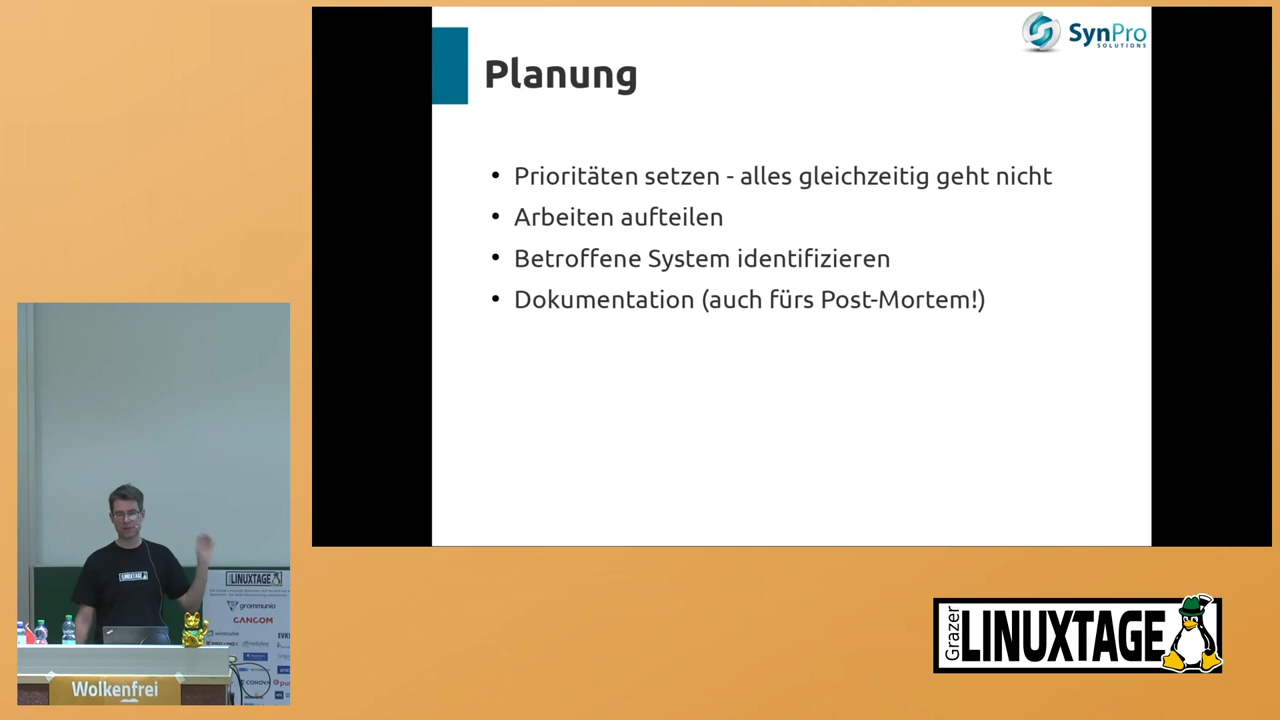 SynPro
SOLUTIONS
Planung
• Prioritäten setzen - alles gleichzeitig geht nicht
• Arbeiten aufteilen
• Betroffene System identifizieren
• Dokumentation (auch fürs Post-Mortem!)
LINUXTAGE
LINUXTAGE
grommunio
CANCOM
Wolkenfrei
Grazer
LINUXTAGE